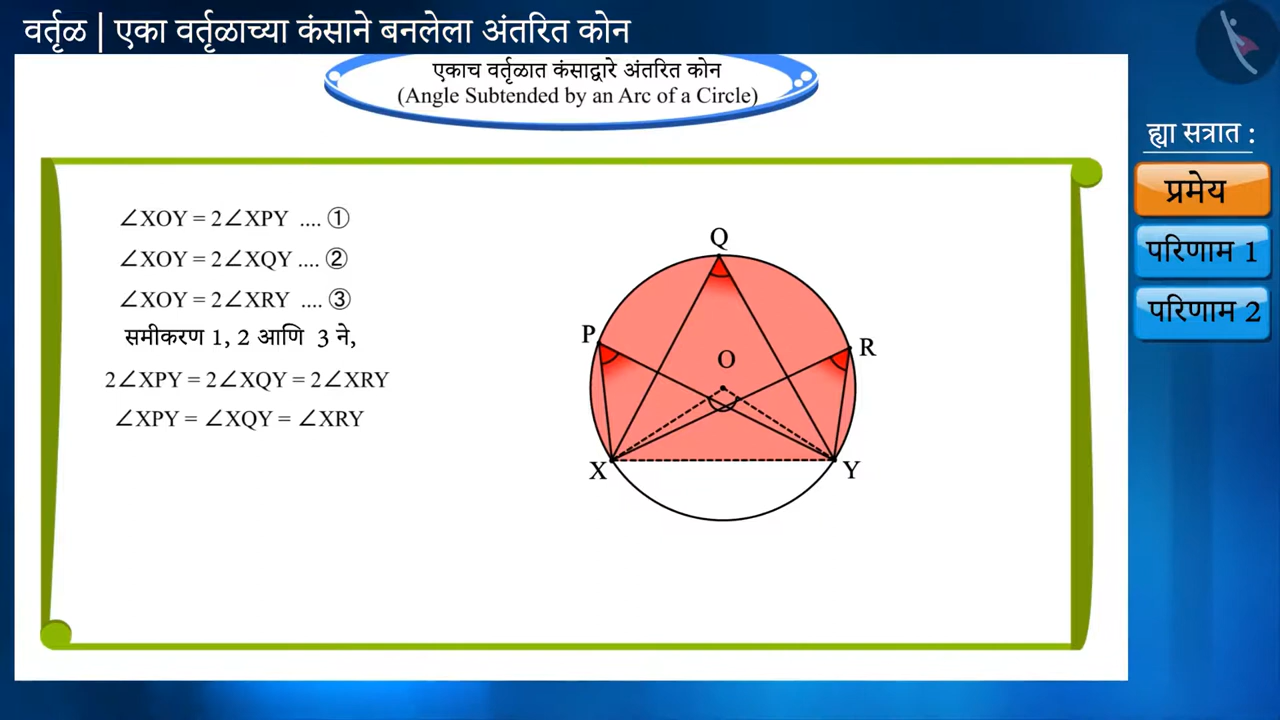 वर्तृळ | एका वर्तृळाच्या कंसाने बनलेला अंतरित कोन
एकाच वर्तृळात कंसाद्वारे अंतरित कोन
(Angle Subtended by an Arc of a Circle)
ह्या सत्रात :
प्रमेय
परिणाम 1
परिणाम 2
∠XOY = 2∠XPY .... ①
∠XOY = 2∠XQY .... ②
∠XOY = 2∠XRY .... ③
समीकरण 1, 2 आणि 3 ने,
2∠XPY = 2∠XQY = 2∠XRY
∠XPY = ∠XQY = ∠XRY
Q
P
R
O
X
Y